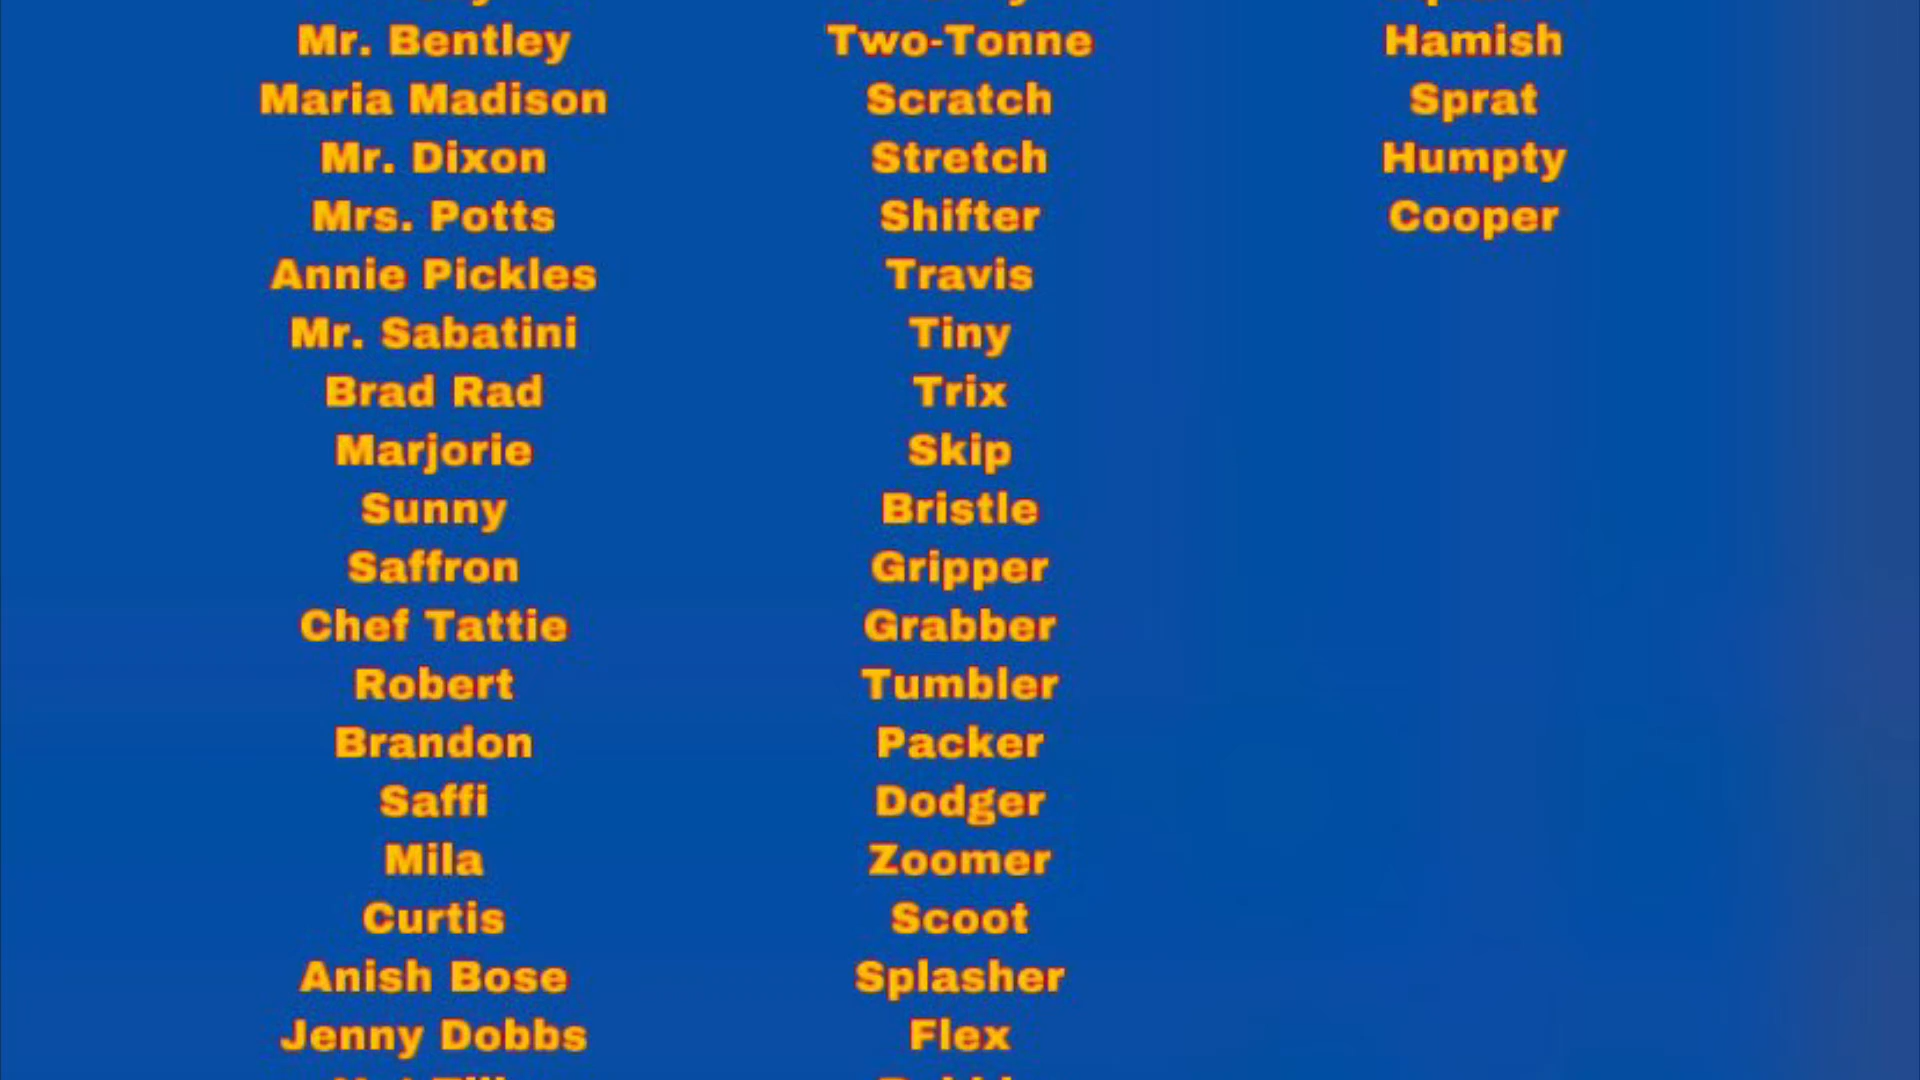 Mr. Bentley
Maria Madison
Mr. Dixon
Mrs. Potts
Annie Pickles
Mr. Sabatini
Brad Rad
Marjorie
Sunny
Saffron
Chef Tattie
Robert
Brandon
Saffi
Mila
Curtis
Anish Bose
Jenny Dobbs
Two-Tonne
Scratch
Stretch
Shifter
Travis
Tiny
Trix
Skip
Bristle
Gripper
Grabber
Tumbler
Packer
Dodger
Zoomer
Scoot
Splasher
Flex
Hamish
Sprat
Humpty
Cooper